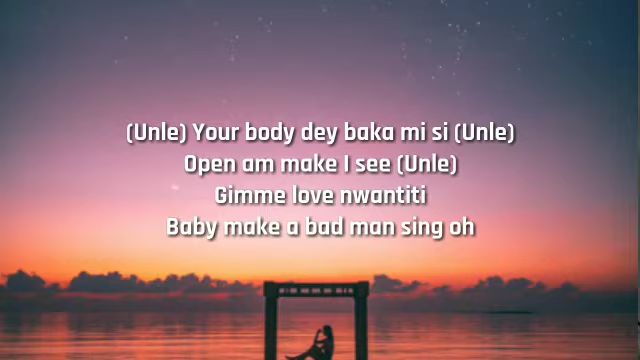 (Unle) Your body dey baka mi si (Unle)
Open am make I see (Unle)
Gimme love nwantiti
Baby make a bad man sing oh